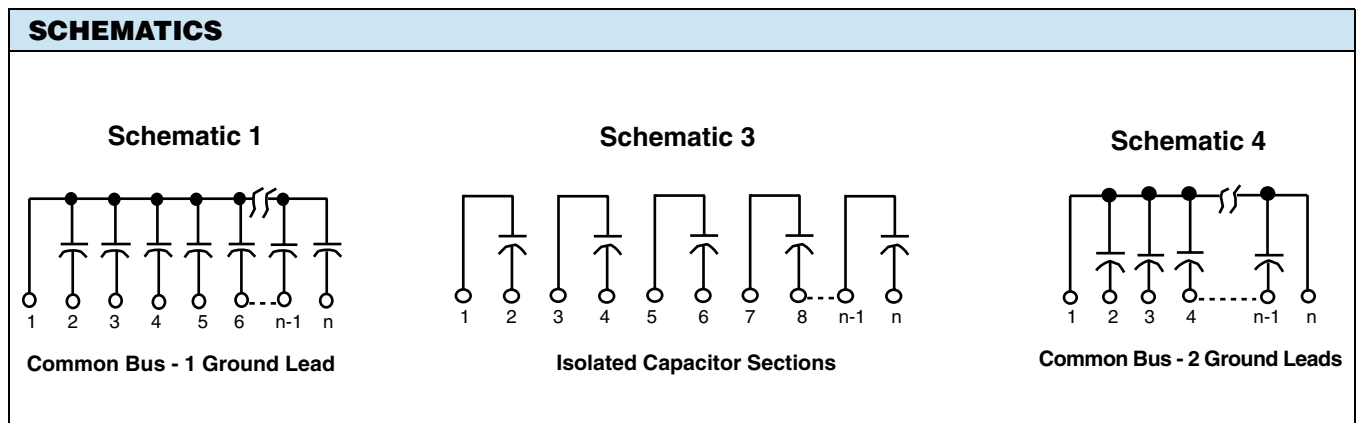 SCHEMATICS
Schematic 1
1 2 3 4 5 6 n-1 n
Common Bus - 1 Ground Lead
Schematic 3
1 2 3 4 5 6 7 8 n-1 n
Isolated Capacitor Sections
Schematic 4
1 2 3 4 n-1 n
Common Bus - 2 Ground Leads